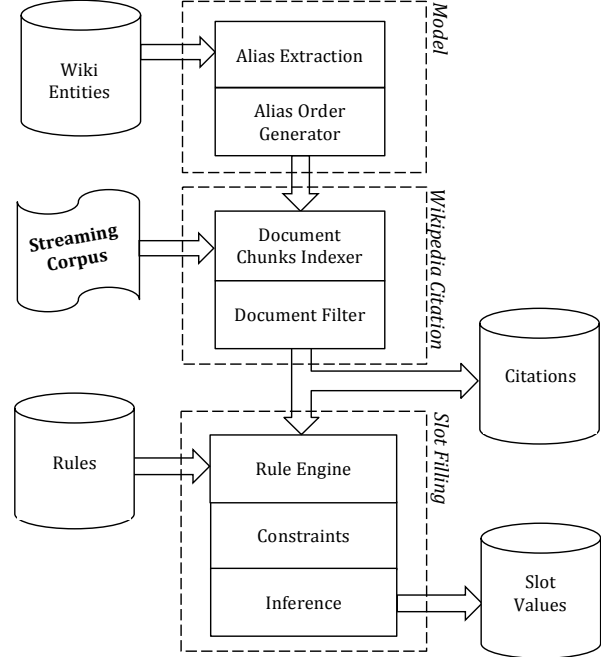 Model
Wiki
Entities
Alias Extraction
Alias Order
Generator
Wikipedia Citation
Streaming
Corpus
Document
Chunks Indexer
Document Filter
Citations
Slot Filling
Rules
Rule Engine
Constraints
Inference
Slot
Values